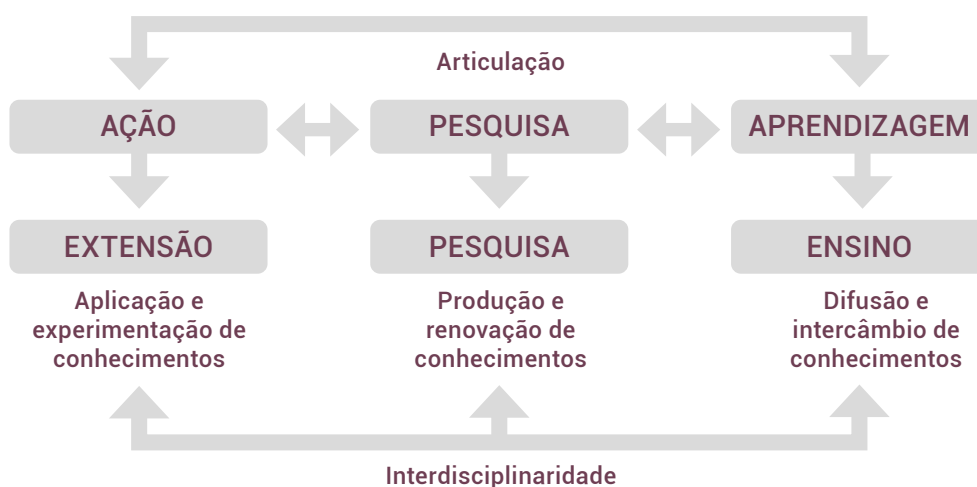 Articulação
AÇÃO
PESQUISA
APRENDIZAGEM
EXTENSÃO
PESQUISA
ENSINO
Aplicação e
experimentação de
conhecimentos
Produção e
renovação de
conhecimentos
Difusão e
intercâmbio de
conhecimentos
Interdisciplinaridade